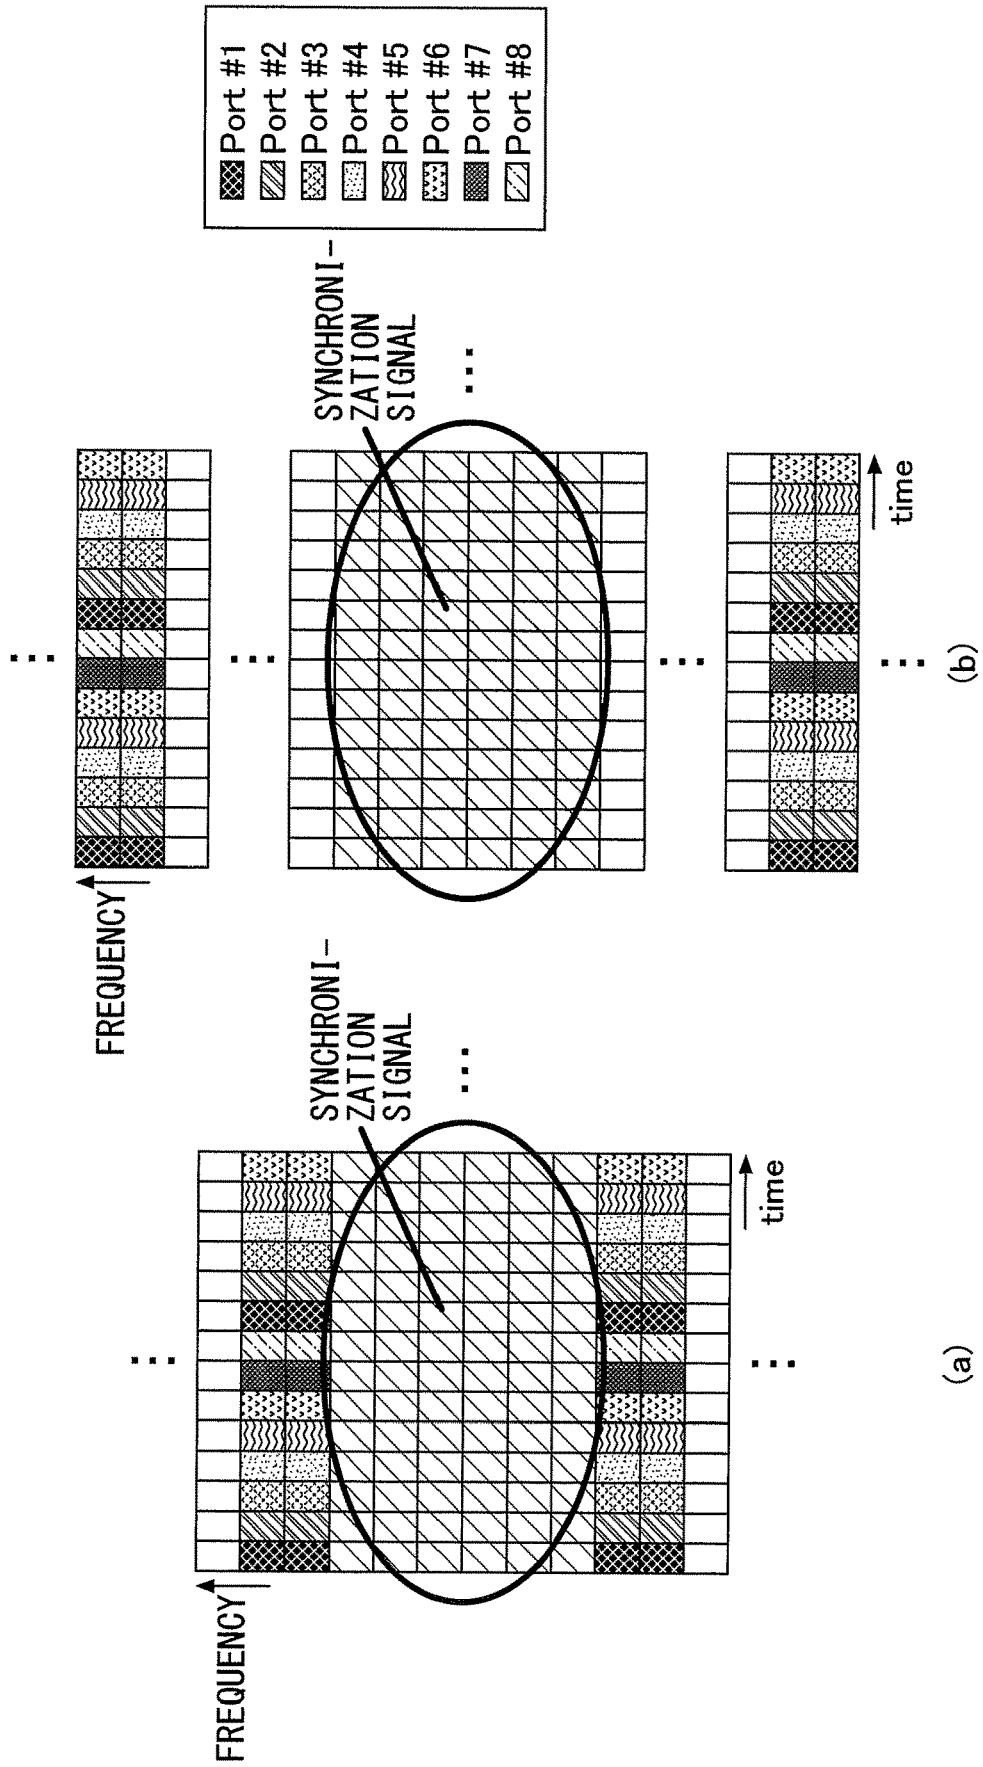 FREQUENCY
SYNCHRONI-
ZATION
SIGNAL
time
(a)
FREQUENCY
SYNCHRONI-
ZATION
SIGNAL
time
(b)
Port #1
Port #2
Port #3
Port #4
Port #5
Port #6
Port #7
Port #8